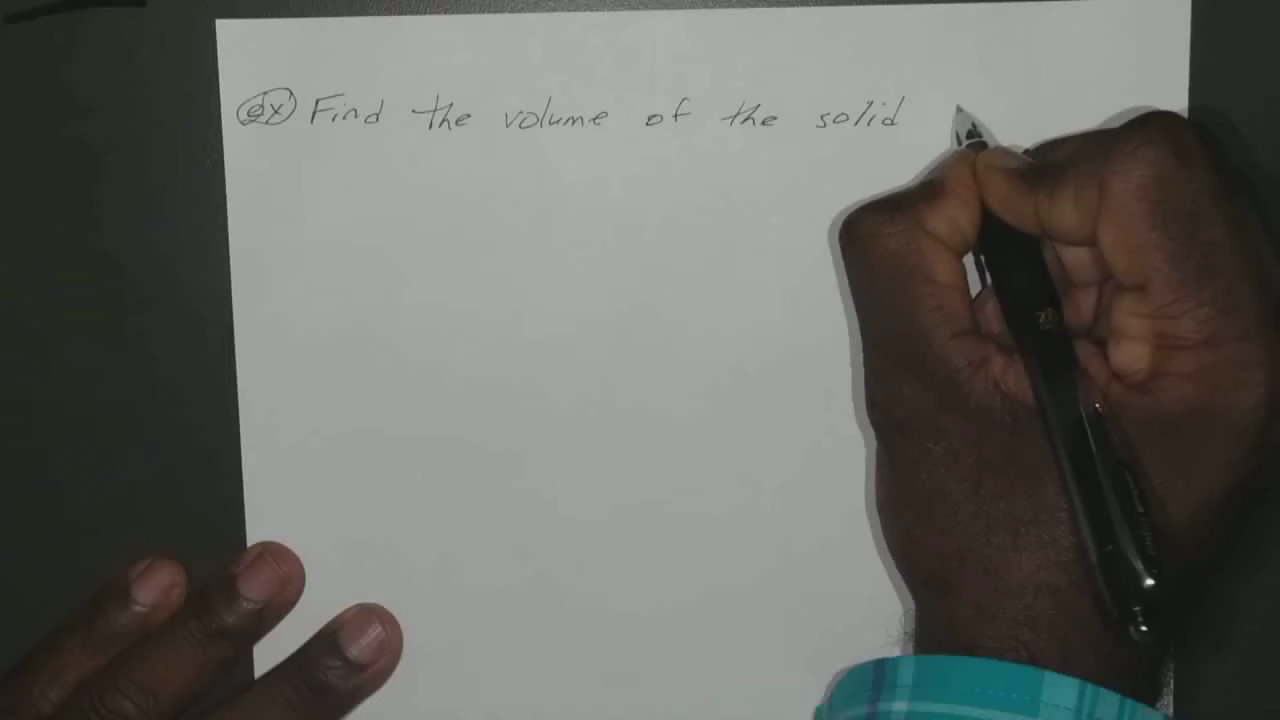 ex Find the volume of the solid